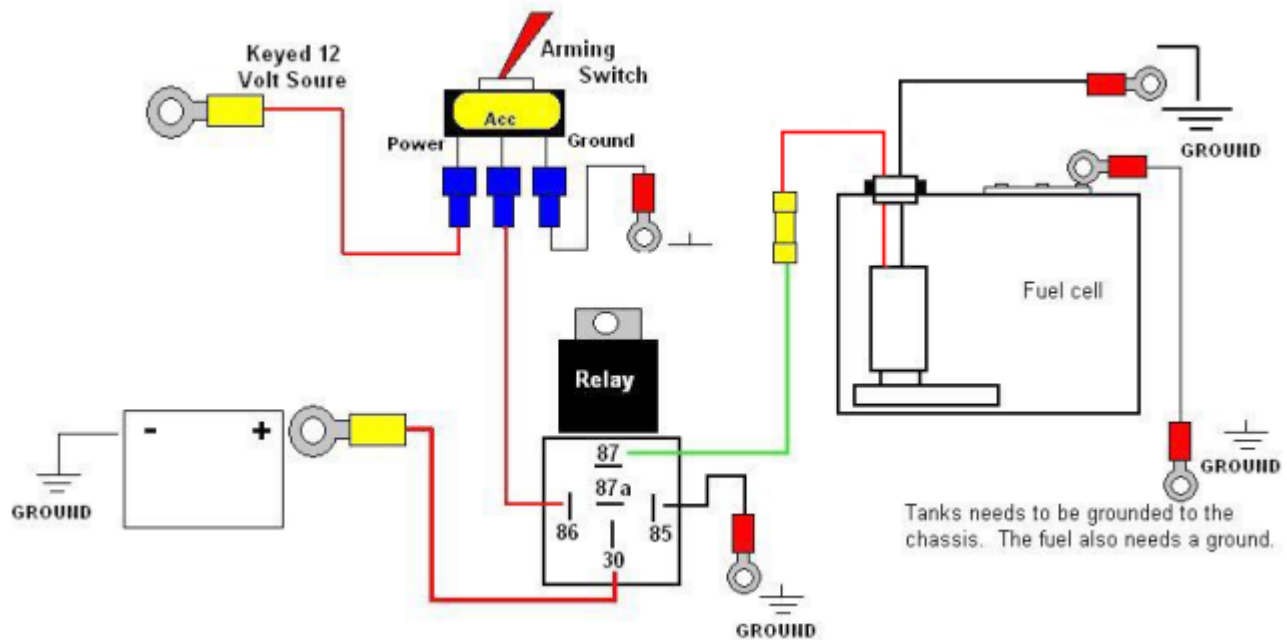 Keyed 12
Volt Soure
Arming
Switch
Acc
Power
Ground
GROUND
Fuel cell
Relay
-
+
87
87a
86
85
30
GROUND
GROUND
Tanks needs to be grounded to the
chassis. The fuel also needs a ground.
GROUND